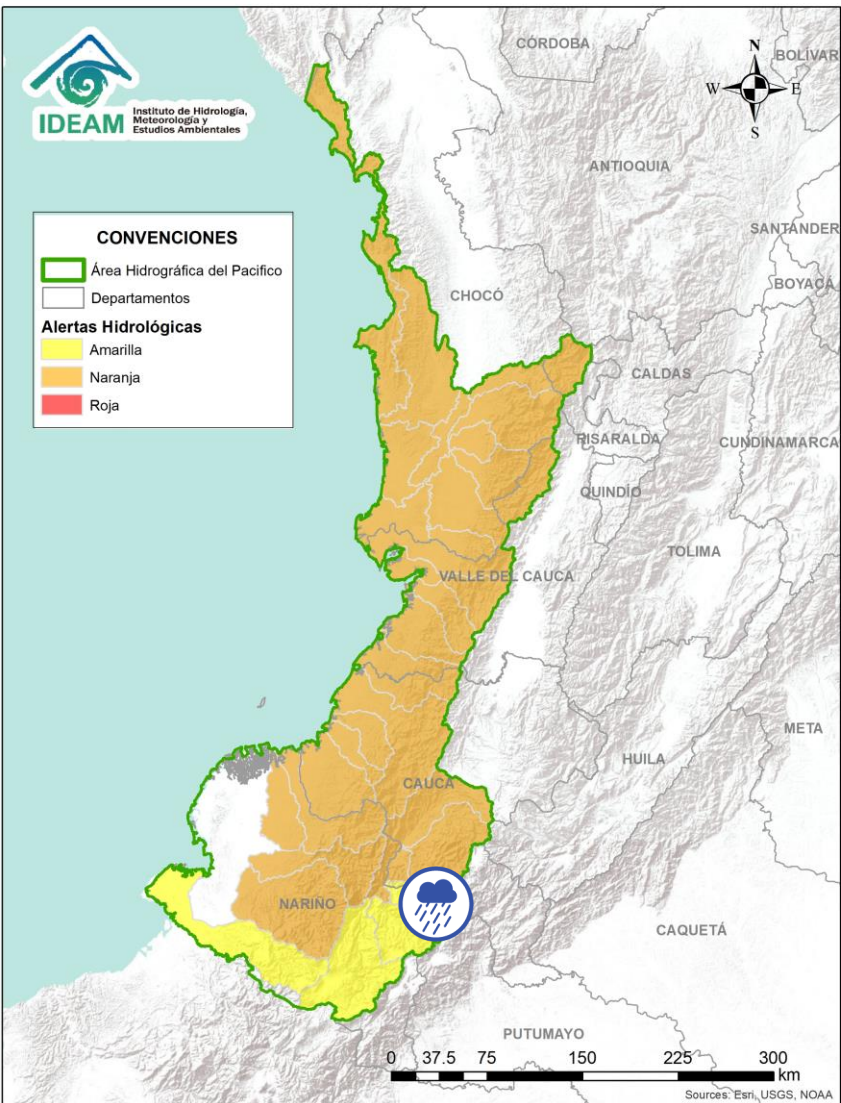 IDEAM
Instituto de Hidrología,
Meteorología y
Estudios Ambientales
N
W
E
S
CÓRDOBA
BOLÍVAR
ANTIOQUIA
SANTANDER
BOYACÁ
CONVENCIONES
Área Hidrográfica del Pacifico
Departamentos
Alertas Hidrológicas
Amarilla
Naranja
Roja
CHOCÓ
CALDAS
RISARALDA
CUNDINAMARCA
QUINDÍO
TOLIMA
VALLE DEL CAUCA
META
HUILA
CAUCA
NARIÑO
CAQUETÁ
PUTUMAYO
0 37.5 75 150 225 300
km
Sources: Esri, USGS, NOAA